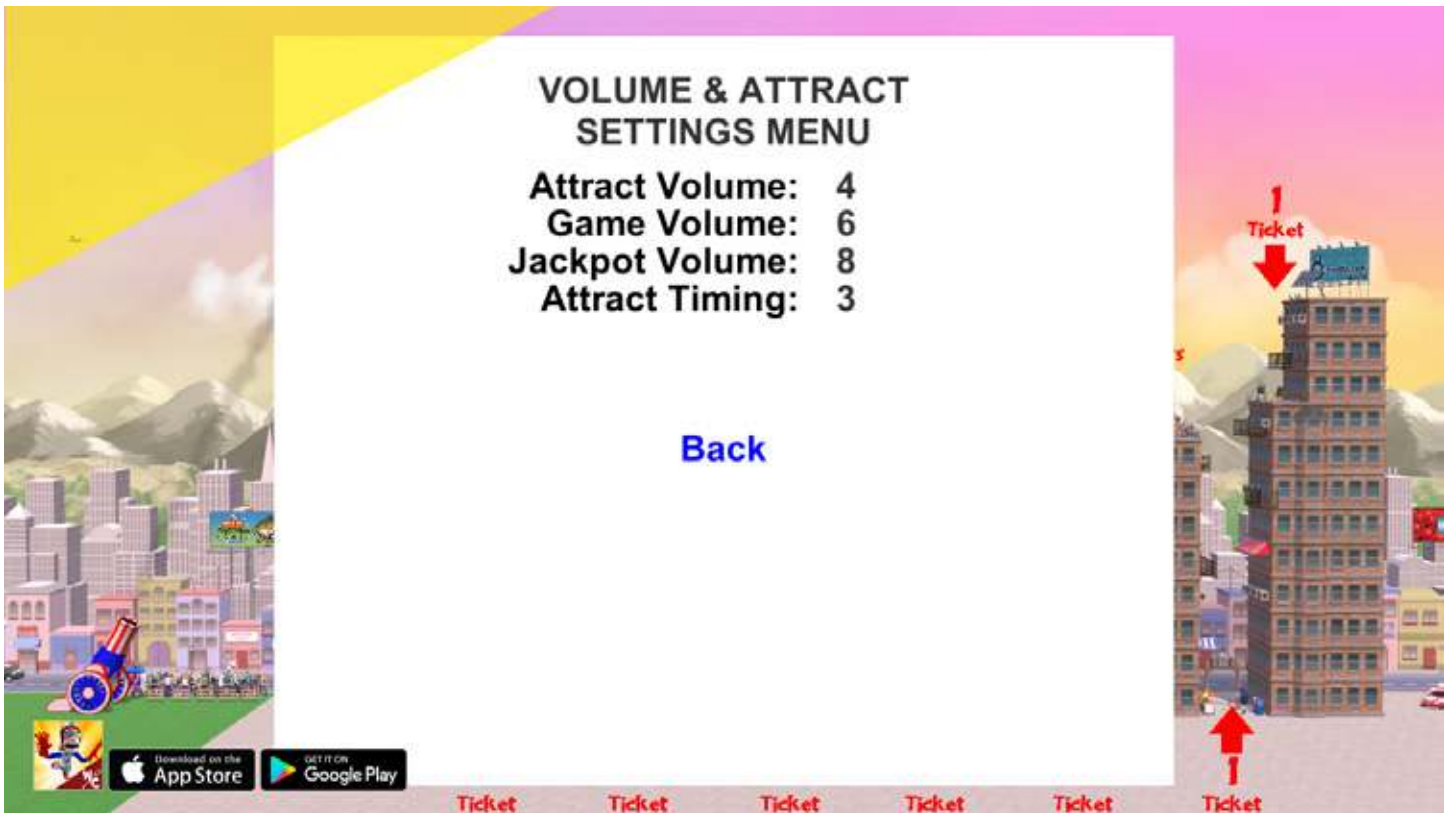 VOLUME & ATTRACT
SETTINGS MENU
Attract Volume: 4
Game Volume: 6
Jackpot Volume: 8
Attract Timing: 3
Back
1
Ticket
Download on the
App Store
GET IT ON
Google Play
1
Ticket Ticket Ticket Ticket Ticket Ticket